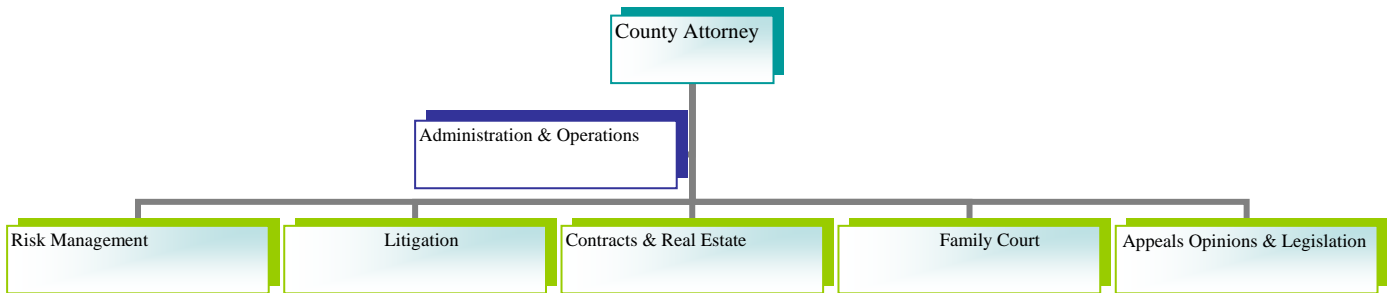 County Attorney
Administration & Operations
Risk Management
Litigation
Contracts & Real Estate
Family Court
Appeals Opinions & Legislation